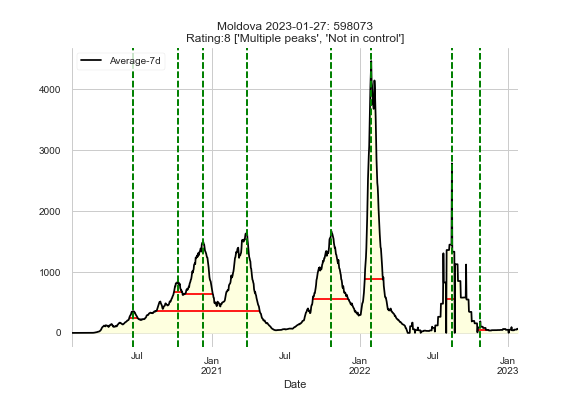 Moldova 2023-01-27: 598073
Rating:8 ['Multiple peaks', 'Not in control']
Average-7d
4000
3000
2000
1000
0
Jul
Jan
2021
Jul
Jan
2022
Jul
Jan
2023
Date